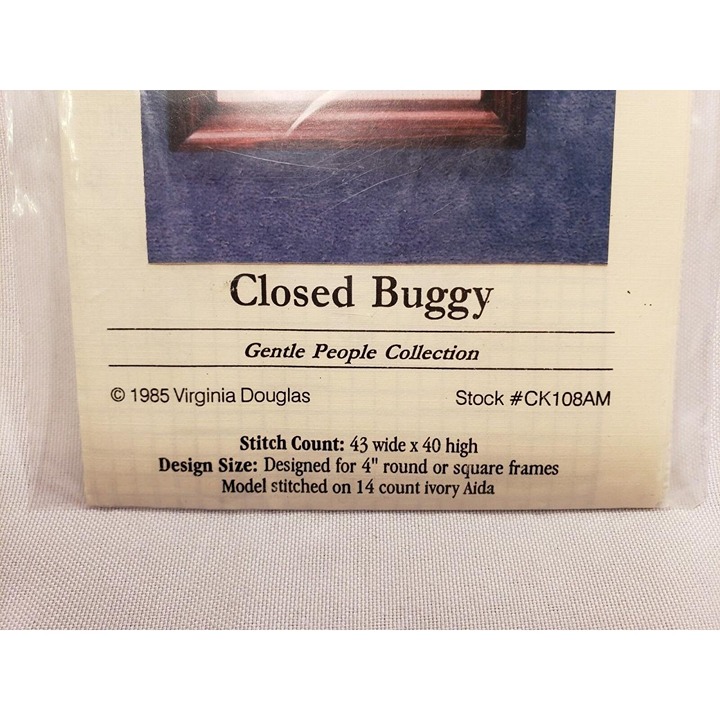 Closed Buggy
Gentle People Collection
© 1985 Virginia Douglas Stock #CK108AM
Stitch Count: 43 wide x 40 high
Design Size: Designed for 4" round or square frames
Model stitched on 14 count ivory Aida